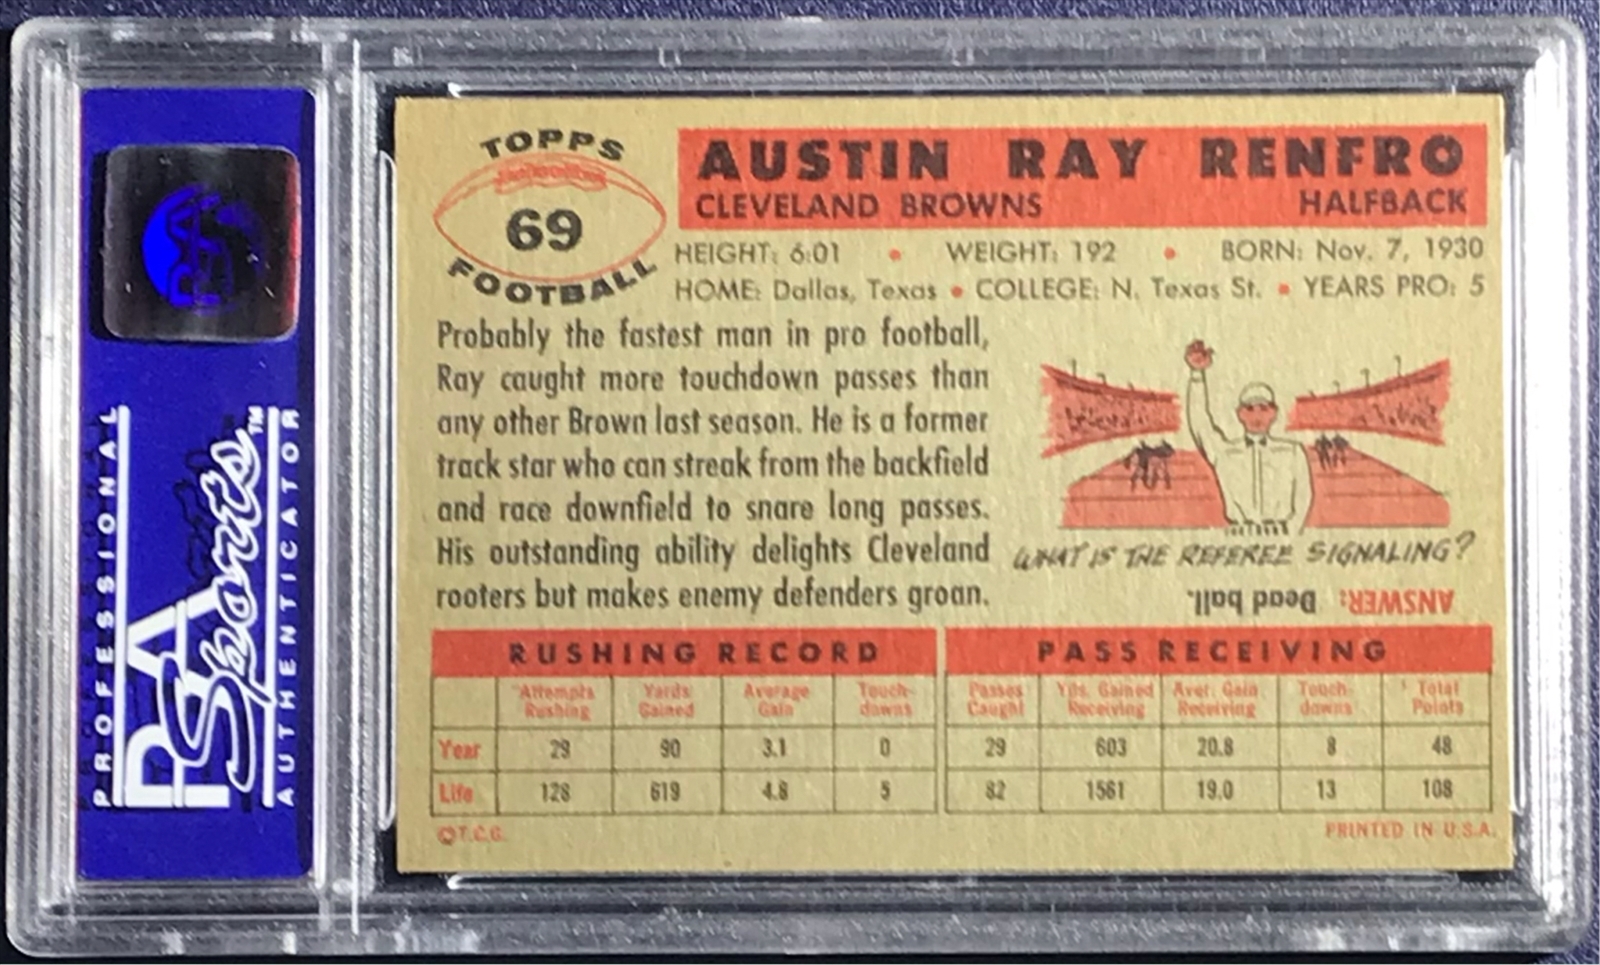 PROFESSIONAL
PSA
Sports™
AUTHENTICATOR
PSA
TOPPS
69
FOOTBALL
AUSTIN RAY RENFRO
CLEVELAND BROWNS HALFBACK
HEIGHT: 6:01 • WEIGHT: 192 • BORN: Nov. 7, 1930
HOME: Dallas, Texas • COLLEGE: N. Texas St. • YEARS PRO: 5
Probably the fastest man in pro football,
Ray caught more touchdown passes than
any other Brown last season. He is a former
track star who can streak from the backfield
and race downfield to snare long passes.
His outstanding ability delights Cleveland
rooters but makes enemy defenders groan.
WHAT IS THE REFEREE SIGNALING?
ANSWER: Dead ball.
RUSHING RECORD PASS RECEIVING
Attempts Yards Average Touch- Passes Yds. Gained Aver. Gain Touch- Total
Rushing Gained Gain downs Caught Receiving Receiving downs Points
Year 29 90 3.1 0 29 603 20.8 8 48
Life 128 619 4.8 5 82 1561 19.0 13 108
©T.C.G. PRINTED IN U.S.A.